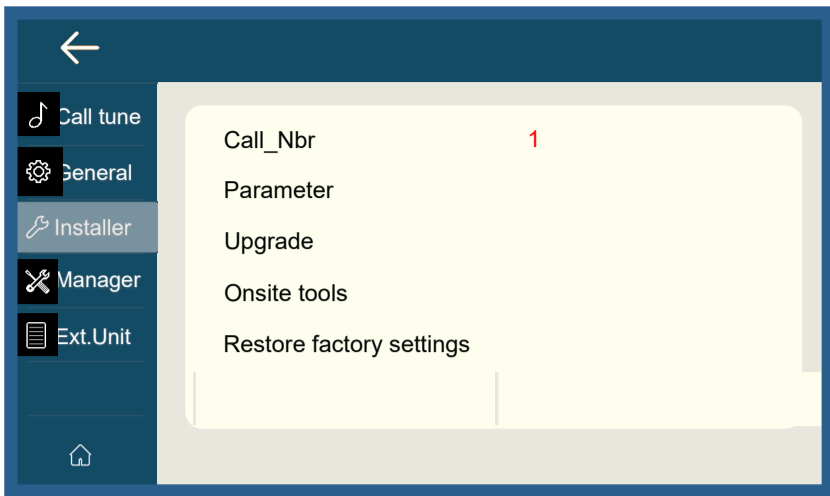 Call tune
General
Installer
Manager
Ext.Unit
Call_Nbr 1
Parameter
Upgrade
Onsite tools
Restore factory settings